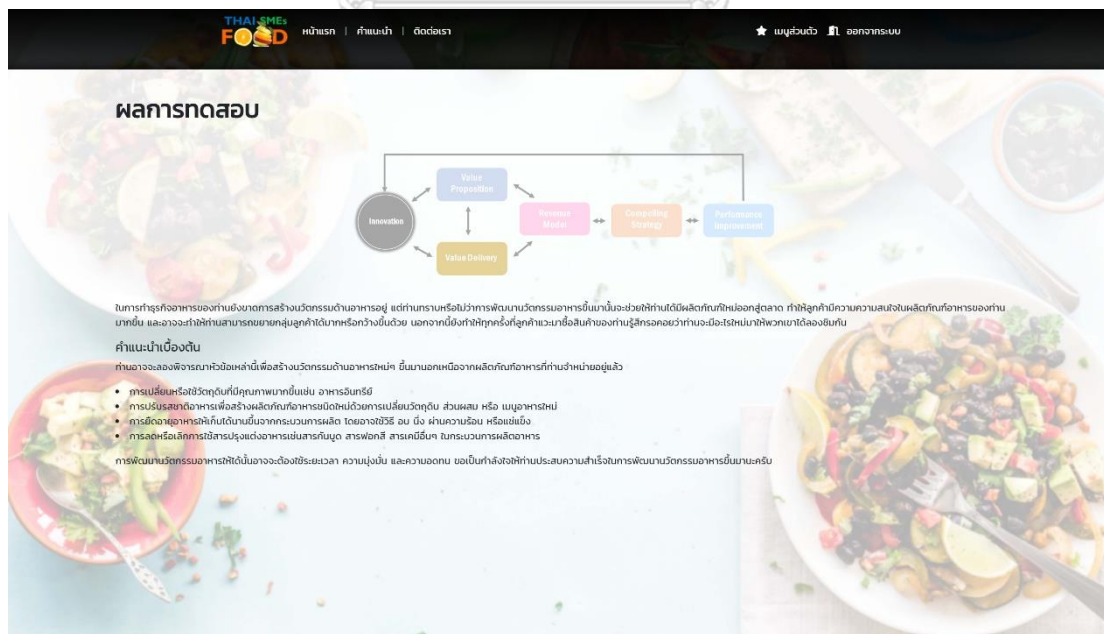 THAI SMEs
FOOD
หน้าแรก | คำแนะนำ | ติดต่อเรา
เมนูส่วนตัว ออกจากระบบ
ผลการทดสอบ
Value
Proposition
Innovation
Revenue
Model
Compelling
Strategy
Performance
Improvement
Value Delivery
ในการทำธุรกิจอาหารของท่านยังขาดการสร้างนวัตกรรมด้านอาหารอยู่ แต่ท่านทราบหรือไม่ว่าการพัฒนานวัตกรรมอาหารขึ้นมานั้นจะช่วยให้ท่านได้มีผลิตภัณฑ์ใหม่ออกสู่ตลาด ทำให้ลูกค้ามีความความสนใจในผลิตภัณฑ์อาหารของท่าน
มากขึ้น และอาจจะทำให้ท่านสามารถขยายกลุ่มลูกค้าได้มากหรือกว้างขึ้นด้วย นอกจากนี้ยังทำให้ทุกครั้งที่ลูกค้าแวะมาซื้อสินค้าของท่านรู้สึกรอคอยว่าท่านจะมีอะไรใหม่มาให้พวกเขาได้ลองชิมกัน
คำแนะนำเบื้องต้น
ท่านอาจจะลองพิจารณาหัวข้อเหล่านี้เพื่อสร้างนวัตกรรมด้านอาหารใหม่ๆ ขึ้นมานอกเหนือจากผลิตภัณฑ์อาหารที่ท่านจำหน่ายอยู่แล้ว
• การเปลี่ยนหรือใช้วัตถุดิบที่มีคุณภาพมากขึ้นเช่น อาหารอินทรีย์
• การปรับรสชาติอาหารเพื่อสร้างผลิตภัณฑ์อาหารชนิดใหม่ด้วยการเปลี่ยนวัตถุดิบ ส่วนผสม หรือ เมนูอาหารใหม่
• การยืดอายุอาหารให้เก็บได้นานขึ้นจากกระบวนการผลิต โดยอาจใช้วิธี อบ นึ่ง ผ่านความร้อน หรือแช่แข็ง
• การลดหรือเลิกการใช้สารปรุงแต่งอาหารเช่นสารกันบูด สารฟอกสี สารเคมีอื่นๆ ในกระบวนการผลิตอาหาร
การพัฒนานวัตกรรมอาหารให้ได้นั้นอาจจะต้องใช้ระยะเวลา ความมุ่งมั่น และความอดทน ขอเป็นกำลังใจให้ท่านประสบความสำเร็จในการพัฒนานวัตกรรมอาหารขึ้นมานะครับ